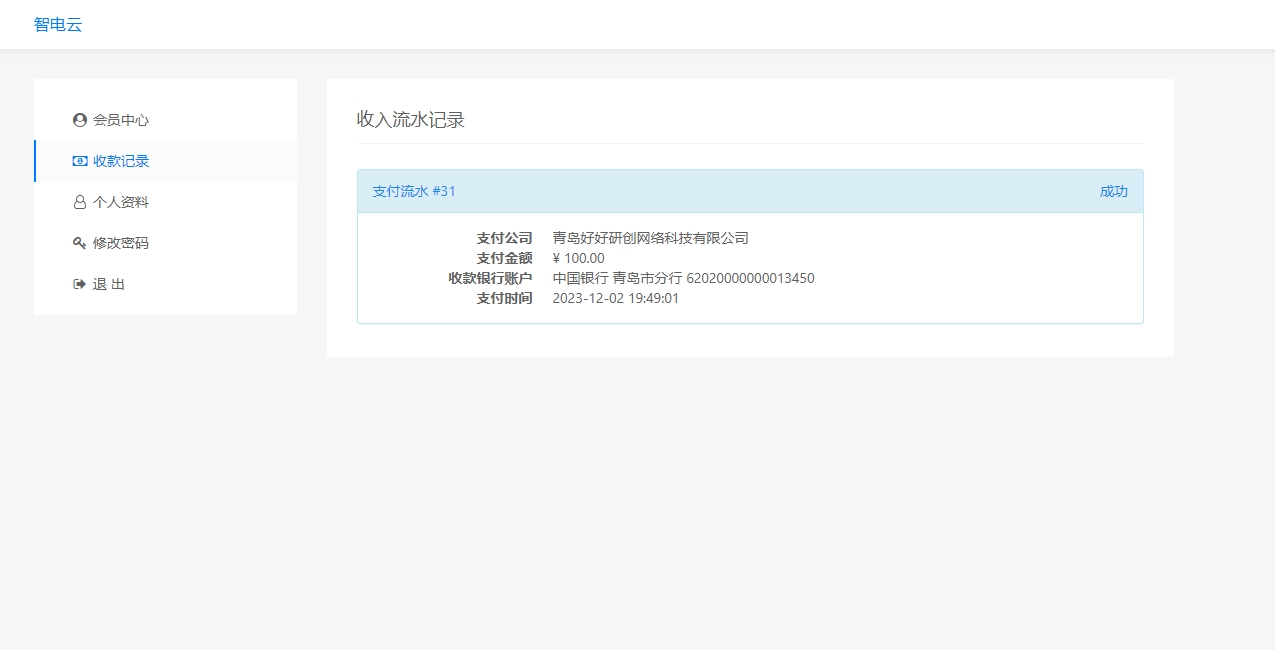 智电云
会员中心
收款记录
个人资料
修改密码
退 出
收入流水记录
支付流水 #31 成功
支付公司 青岛好好研创网络科技有限公司
支付金额 ¥ 100.00
收款银行账户 中国银行 青岛市分行 62020000000013450
支付时间 2023-12-02 19:49:01